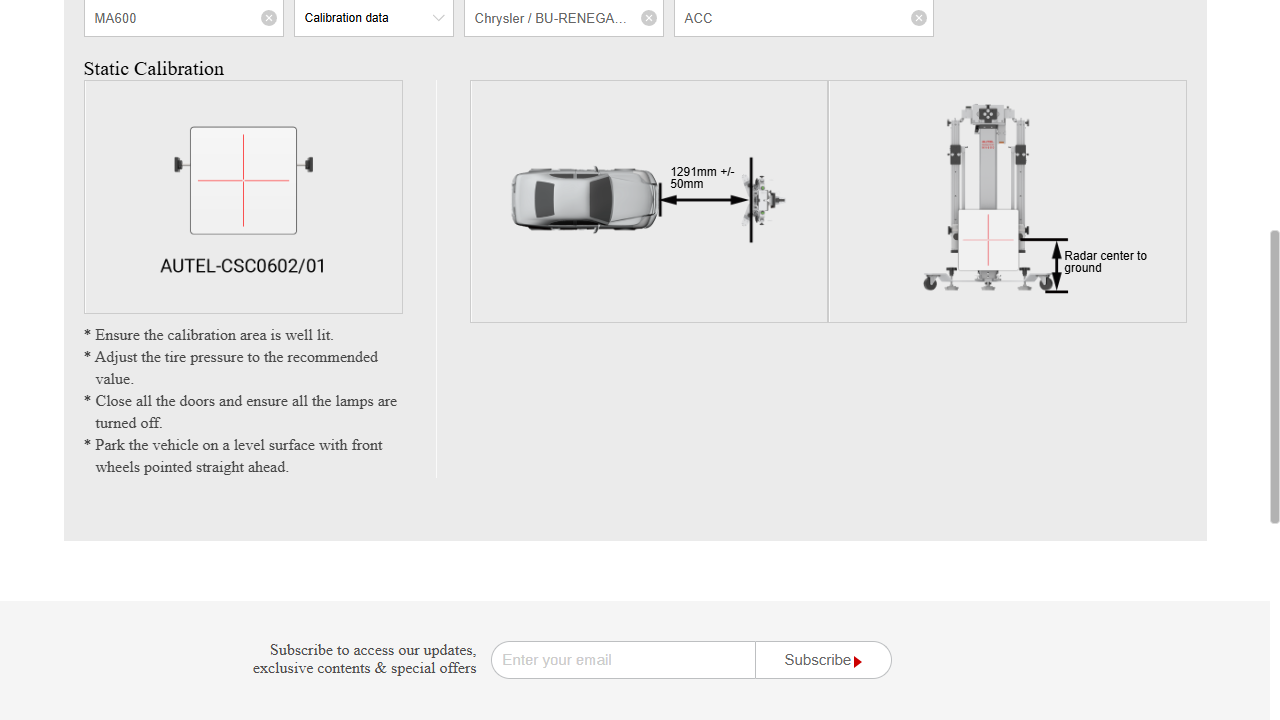 MA600
Calibration data
Chrysler / BU-RENEGA...
ACC
Static Calibration
AUTEL-CSC0602/01
1291mm +/-
50mm
Radar center to
ground
* Ensure the calibration area is well lit.
* Adjust the tire pressure to the recommended
value.
* Close all the doors and ensure all the lamps are
turned off.
* Park the vehicle on a level surface with front
wheels pointed straight ahead.
Subscribe to access our updates,
exclusive contents & special offers
Enter your email
Subscribe